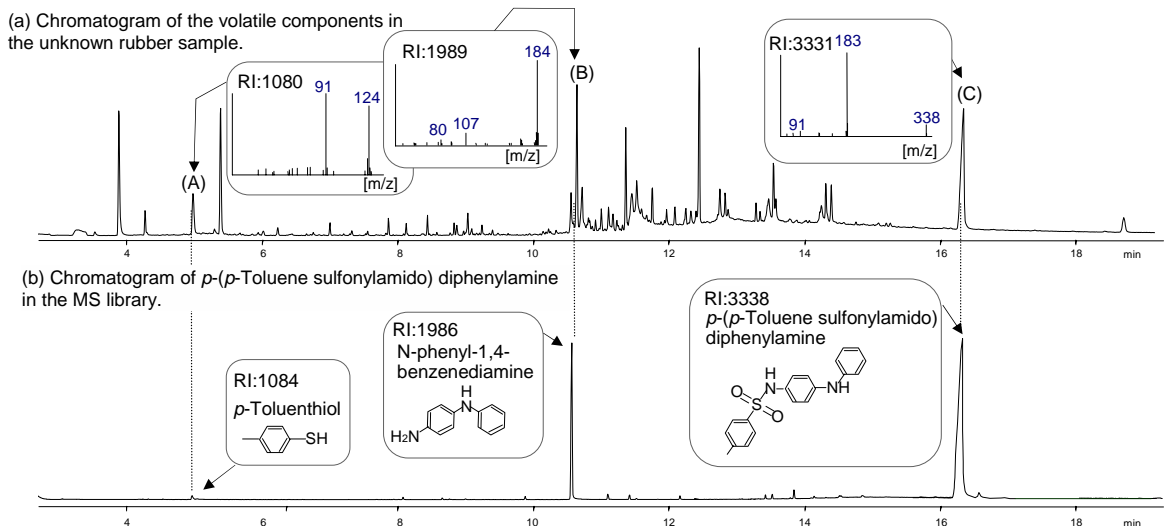 (a) Chromatogram of the volatile components in
the unknown rubber sample.
RI:1080
91
124
[m/z]
(A)
RI:1989
184
80
107
[m/z]
(B)
RI:3331
183
91
338
[m/z]
(C)
4 6 8 10 12 14 16 18 min
(b) Chromatogram of p-(p-Toluene sulfonylamido) diphenylamine
in the MS library.
RI:1084
p-Toluenthiol
SH
RI:1986
N-phenyl-1,4-
benzenediamine
H
N
H2N
RI:3338
p-(p-Toluene sulfonylamido)
diphenylamine
H
O N
NH
S
O
4 6 8 10 12 14 16 18 min